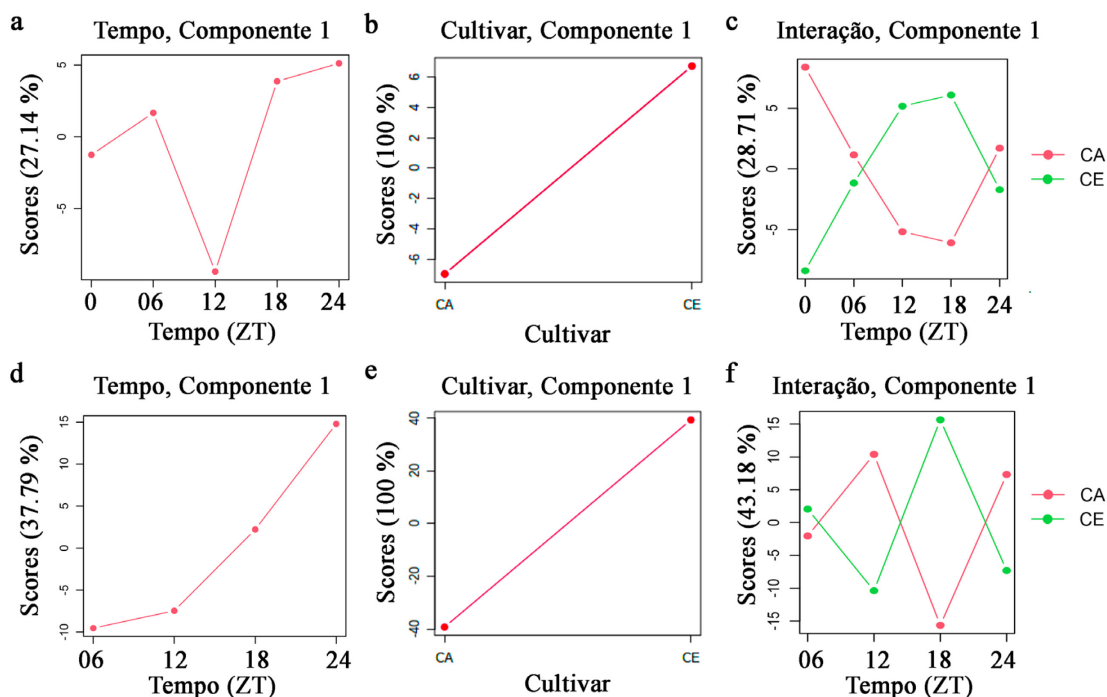 a
Tempo, Componente 1
Scores (27.14 %)
5
0
-5
0 06 12 18 24
Tempo (ZT)
b
Cultivar, Componente 1
Scores (100 %)
6
4
2
0
-2
-4
-6
CA CE
Cultivar
c
Interação, Componente 1
Scores (28.71 %)
5
0
-5
0 06 12 18 24
Tempo (ZT)
CA
CE
d
Tempo, Componente 1
Scores (37.79 %)
15
10
5
0
-5
-10
06 12 18 24
Tempo (ZT)
e
Cultivar, Componente 1
Scores (100 %)
40
20
0
20
40
CA CE
Cultivar
f
Interação, Componente 1
Scores (43.18 %)
15
10
5
0
-5
-10
-15
06 12 18 24
Tempo (ZT)
CA
CE